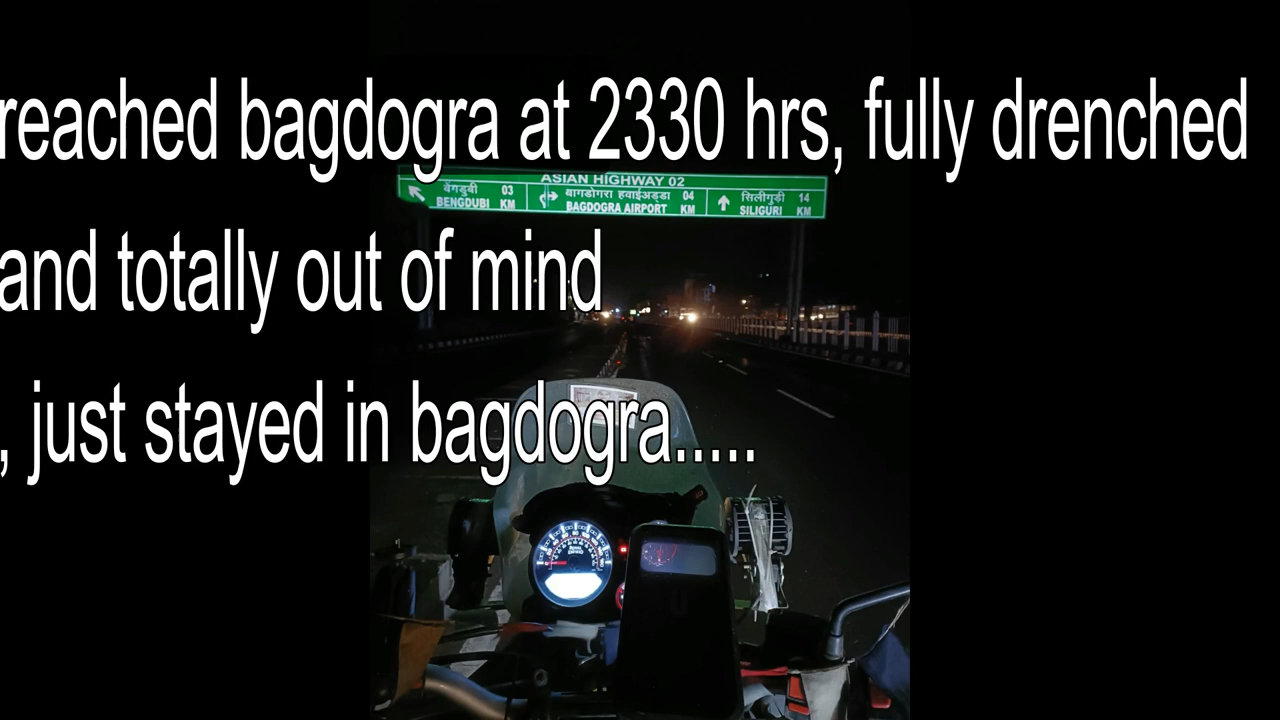 reached bagdogra at 2330 hrs, fully drenched
ASIAN HIGHWAY 02
बेंगडुबी 03 बागडोगरा हवाईअड्डा 04 सिलीगुड़ी 14
BENGDUBI KM BAGDOGRA AIRPORT KM SILIGURI KM
and totally out of mind
, just stayed in bagdogra.....